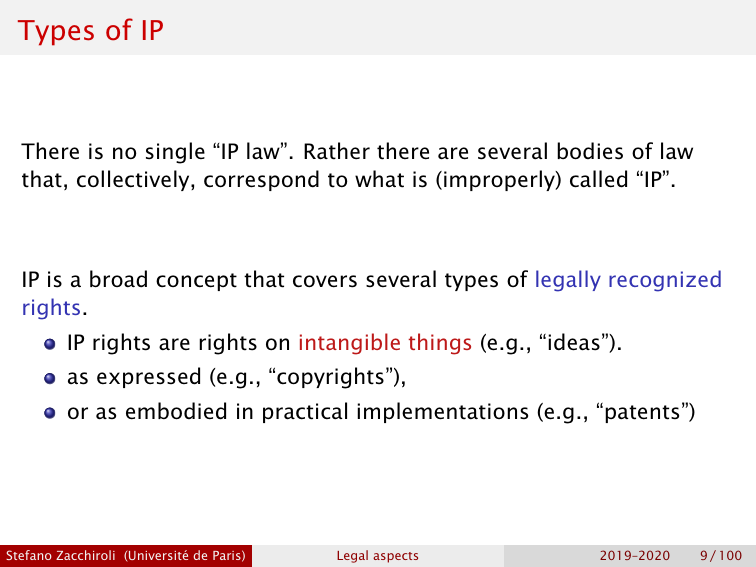 Types of IP
There is no single “IP law”. Rather there are several bodies of law
that, collectively, correspond to what is (improperly) called “IP”.
IP is a broad concept that covers several types of legally recognized
rights.
IP rights are rights on intangible things (e.g., “ideas”).
as expressed (e.g., “copyrights”),
or as embodied in practical implementations (e.g., “patents”)
Stefano Zacchiroli (Université de Paris) Legal aspects 2019–2020 9 / 100